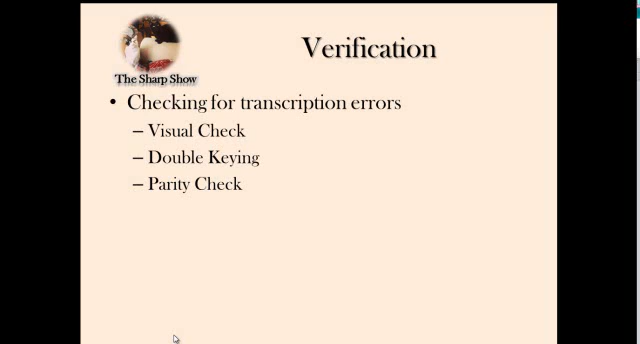 Verification
The Sharp Show
• Checking for transcription errors
– Visual Check
– Double Keying
– Parity Check